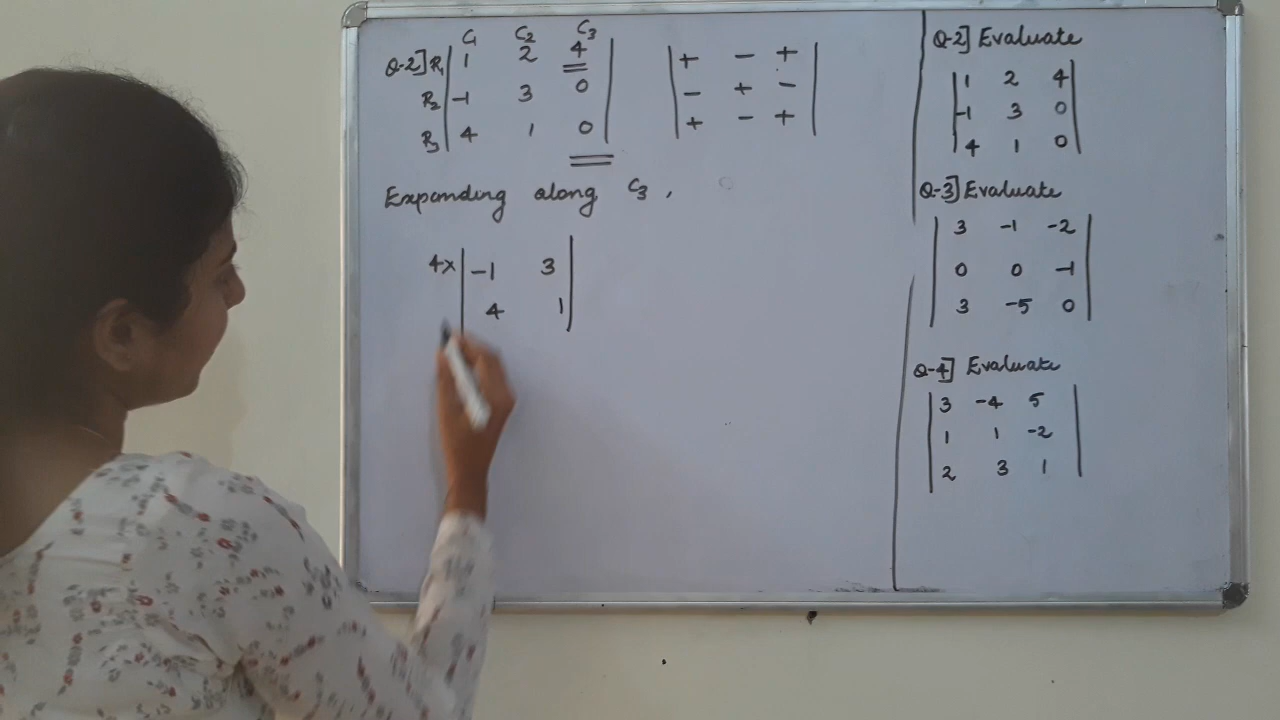 C₁ C₂ C₃
Q-2] R₁ | 1 2 4 |
R₂ | -1 3 0 |
R₃ | 4 1 0 |
| + - + |
| - + - |
| + - + |
Expanding along C₃ ,
4x | -1 3 |
| 4 1 |
Q-2] Evaluate
| 1 2 4 |
| -1 3 0 |
| 4 1 0 |
Q-3] Evaluate
| 3 -1 -2 |
| 0 0 -1 |
| 3 -5 0 |
Q-4] Evaluate
| 3 -4 5 |
| 1 1 -2 |
| 2 3 1 |